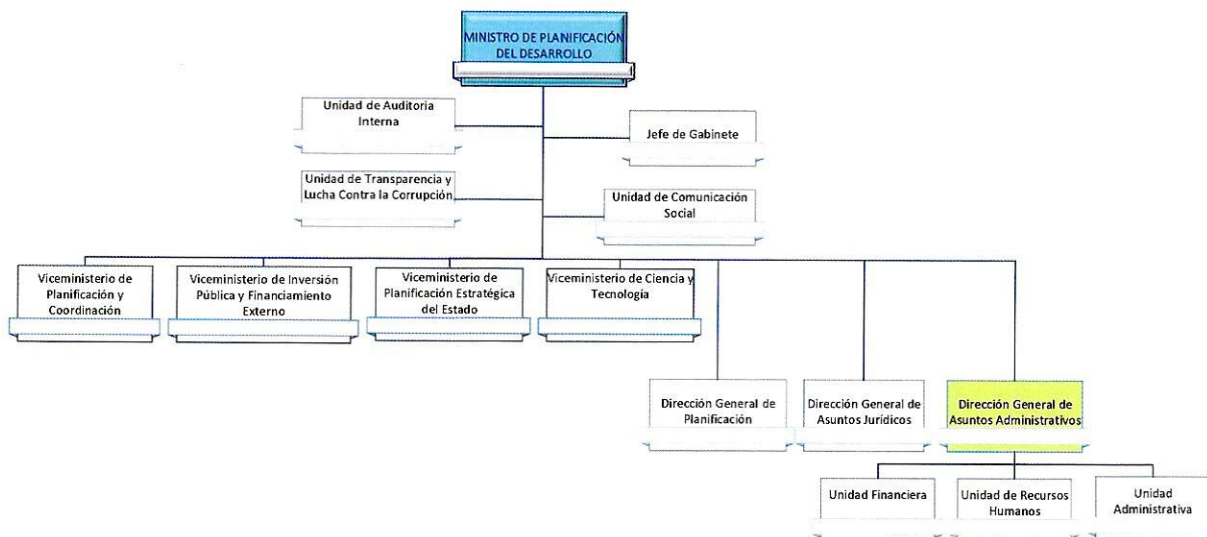 MINISTRO DE PLANIFICACIÓN
DEL DESARROLLO
Unidad de Auditoria
Interna
Jefe de Gabinete
Unidad de Transparencia y
Lucha Contra la Corrupción
Unidad de Comunicación
Social
Viceministerio de
Planificación y
Coordinación
Viceministerio de Inversión
Pública y Financiamiento
Externo
Viceministerio de
Planificación Estratégica
del Estado
Viceministerio de Ciencia y
Tecnología
Dirección General de
Planificación
Dirección General de
Asuntos Jurídicos
Dirección General de
Asuntos Administrativos
Unidad Financiera
Unidad de Recursos
Humanos
Unidad
Administrativa